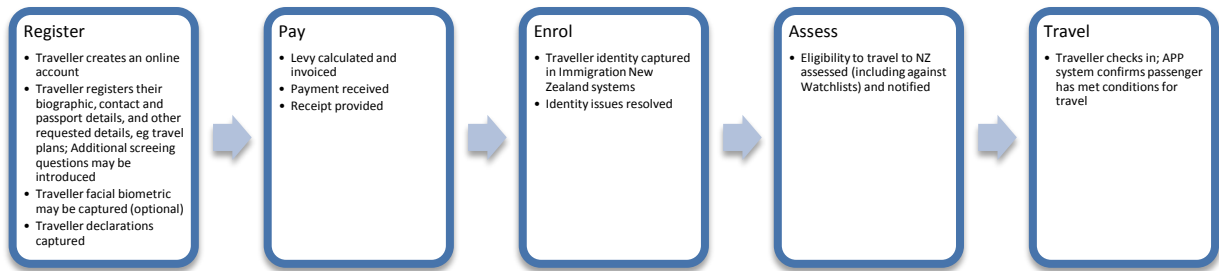 Register
• Traveller creates an online
account
• Traveller registers their
biographic, contact and
passport details, and other
requested details, eg travel
plans; Additional screeing
questions may be
introduced
• Traveller facial biometric
may be captured (optional)
• Traveller declarations
captured
Pay
• Levy calculated and
invoiced
• Payment received
• Receipt provided
Enrol
• Traveller identity captured
in Immigration New
Zealand systems
• Identity issues resolved
Assess
• Eligibility to travel to NZ
assessed (including against
Watchlists) and notified
Travel
• Traveller checks in; APP
system confirms passenger
has met conditions for
travel